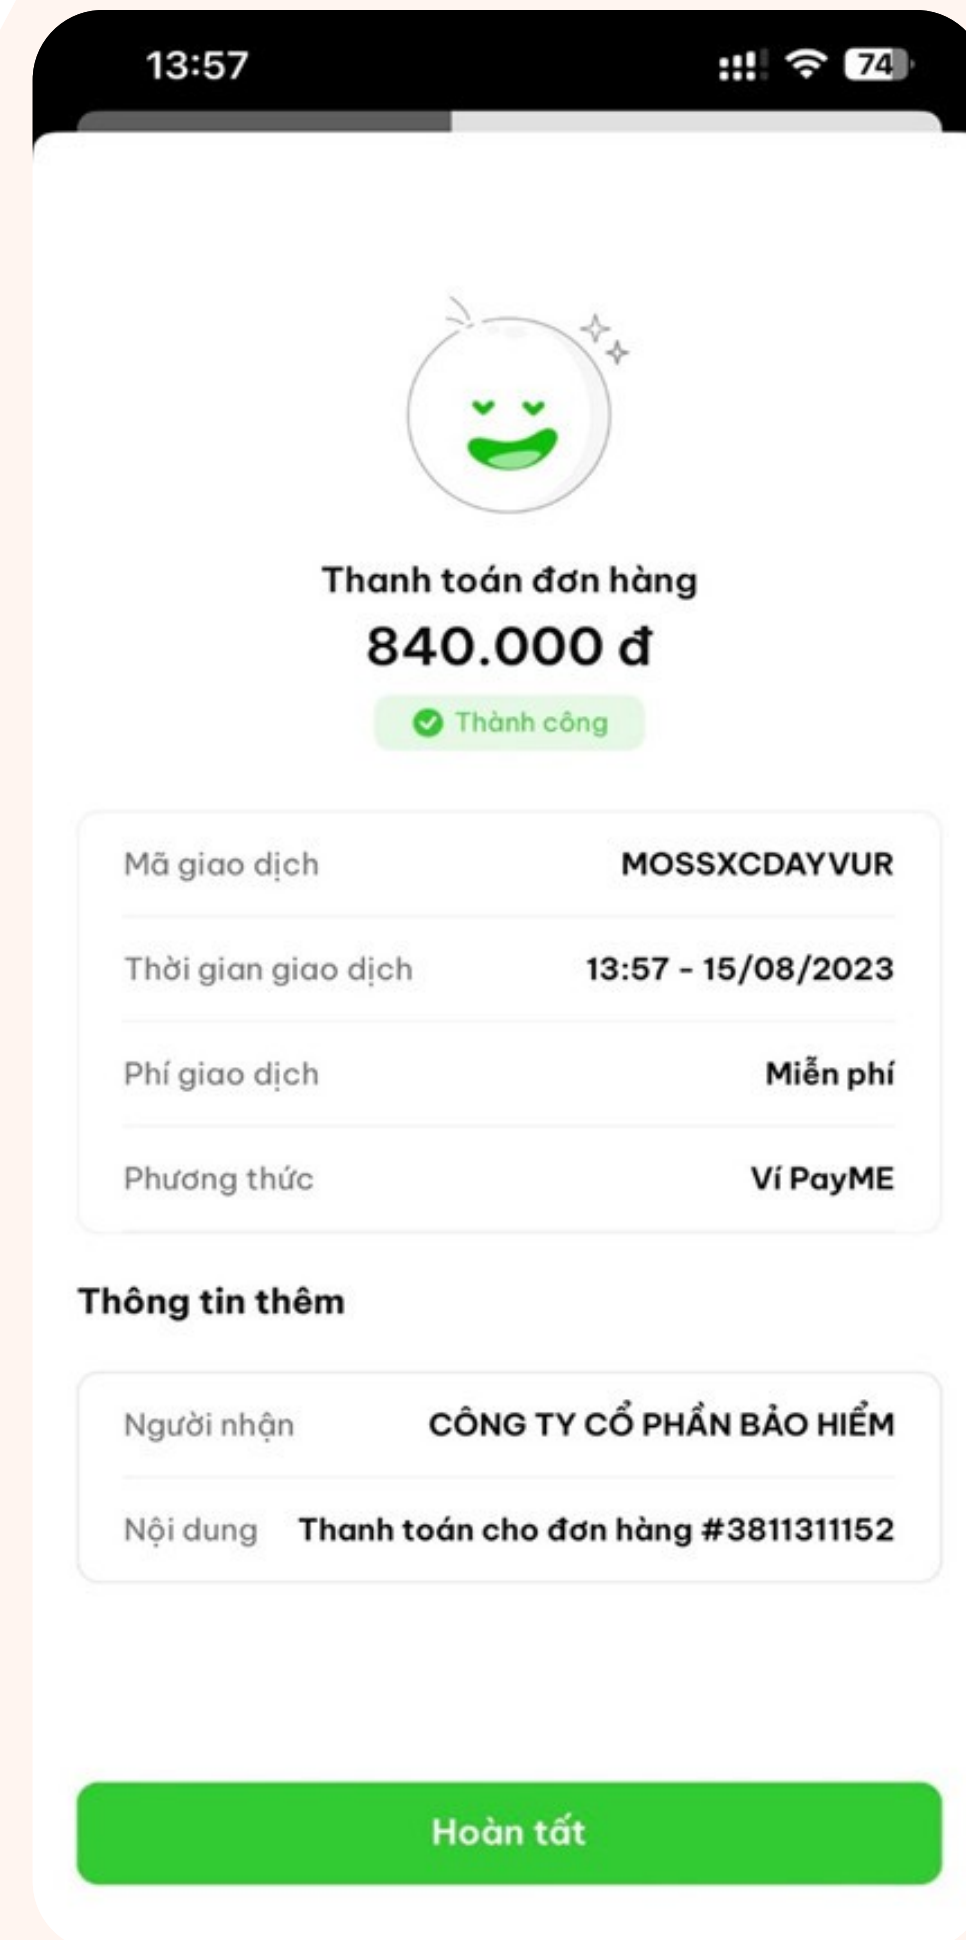 13:57
74
Thanh toán đơn hàng
840.000 đ
Thành công
Mã giao dịch MOSSXCDAYVUR
Thời gian giao dịch 13:57 - 15/08/2023
Phí giao dịch Miễn phí
Phương thức Ví PayME
Thông tin thêm
Người nhận CÔNG TY CỔ PHẦN BẢO HIỂM
Nội dung Thanh toán cho đơn hàng #3811311152
Hoàn tất